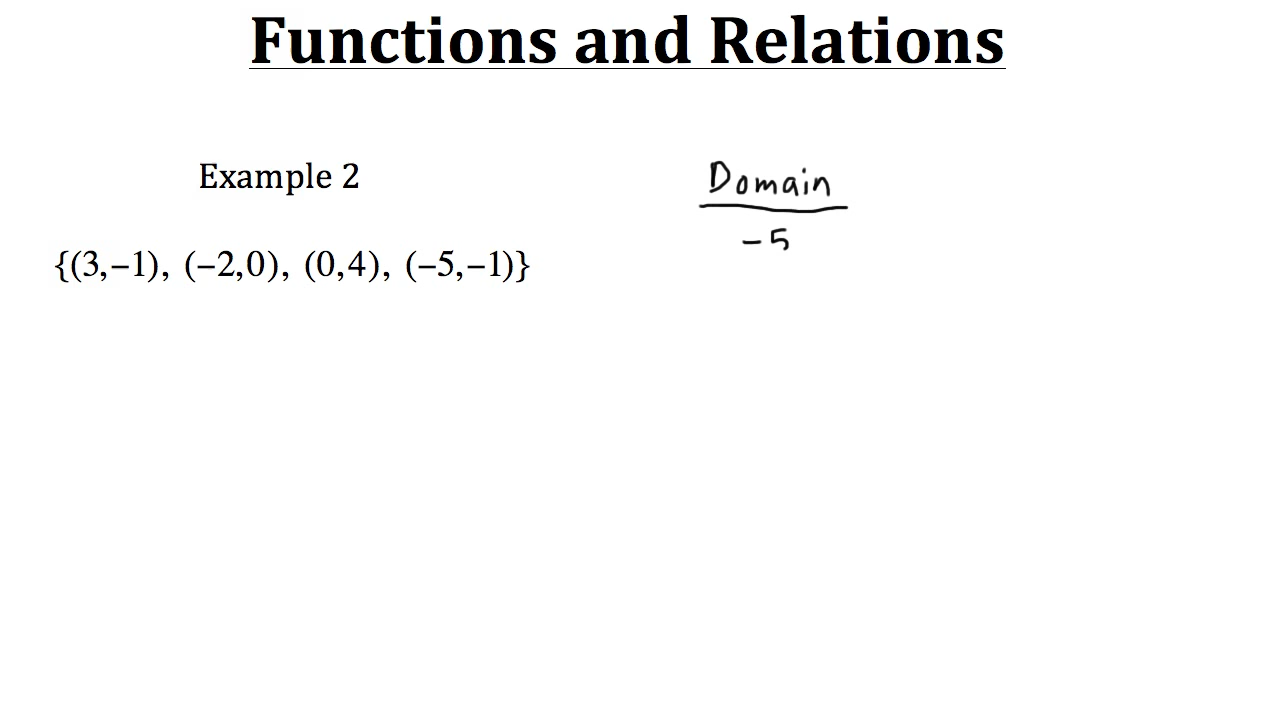 Functions and Relations
Example 2
Domain
{(3,−1), (−2,0), (0,4), (−5,−1)}
−5